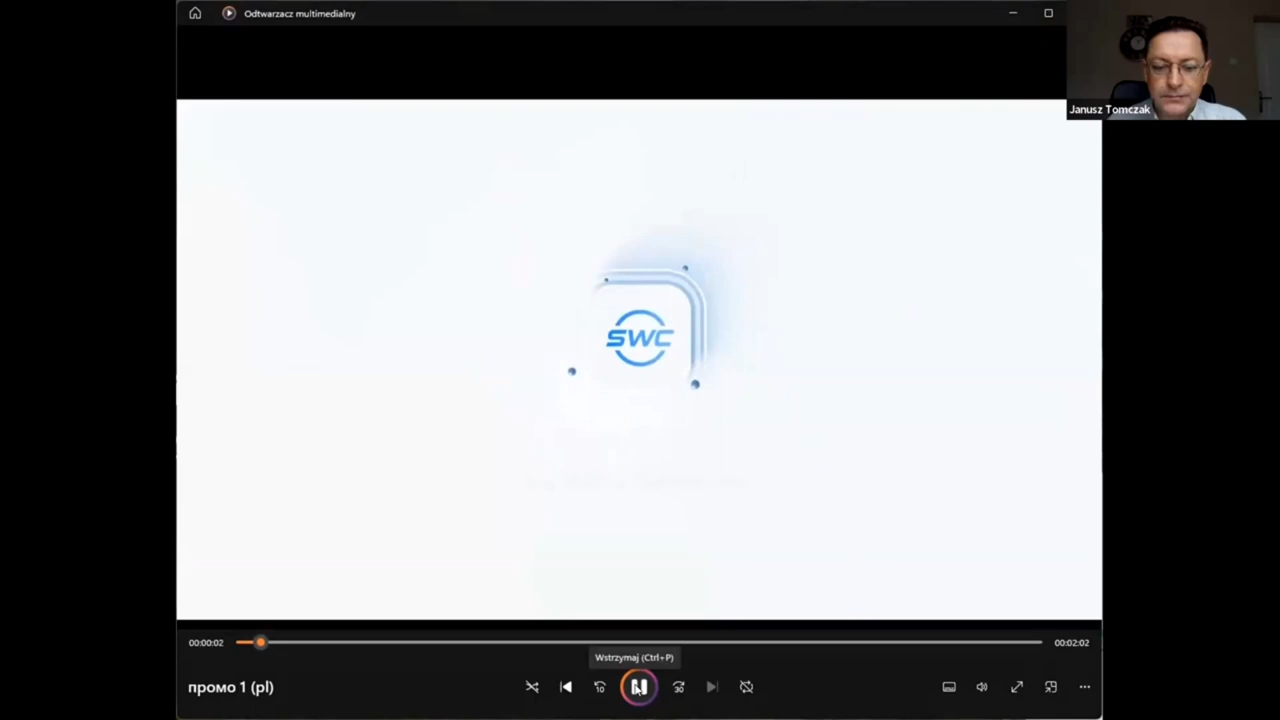 Odtwarzacz multimedialny
Janusz Tomczak
SWC
00:00:02
00:02:02
Wstrzymaj (Ctrl+P)
промо 1 (pl)
10
30